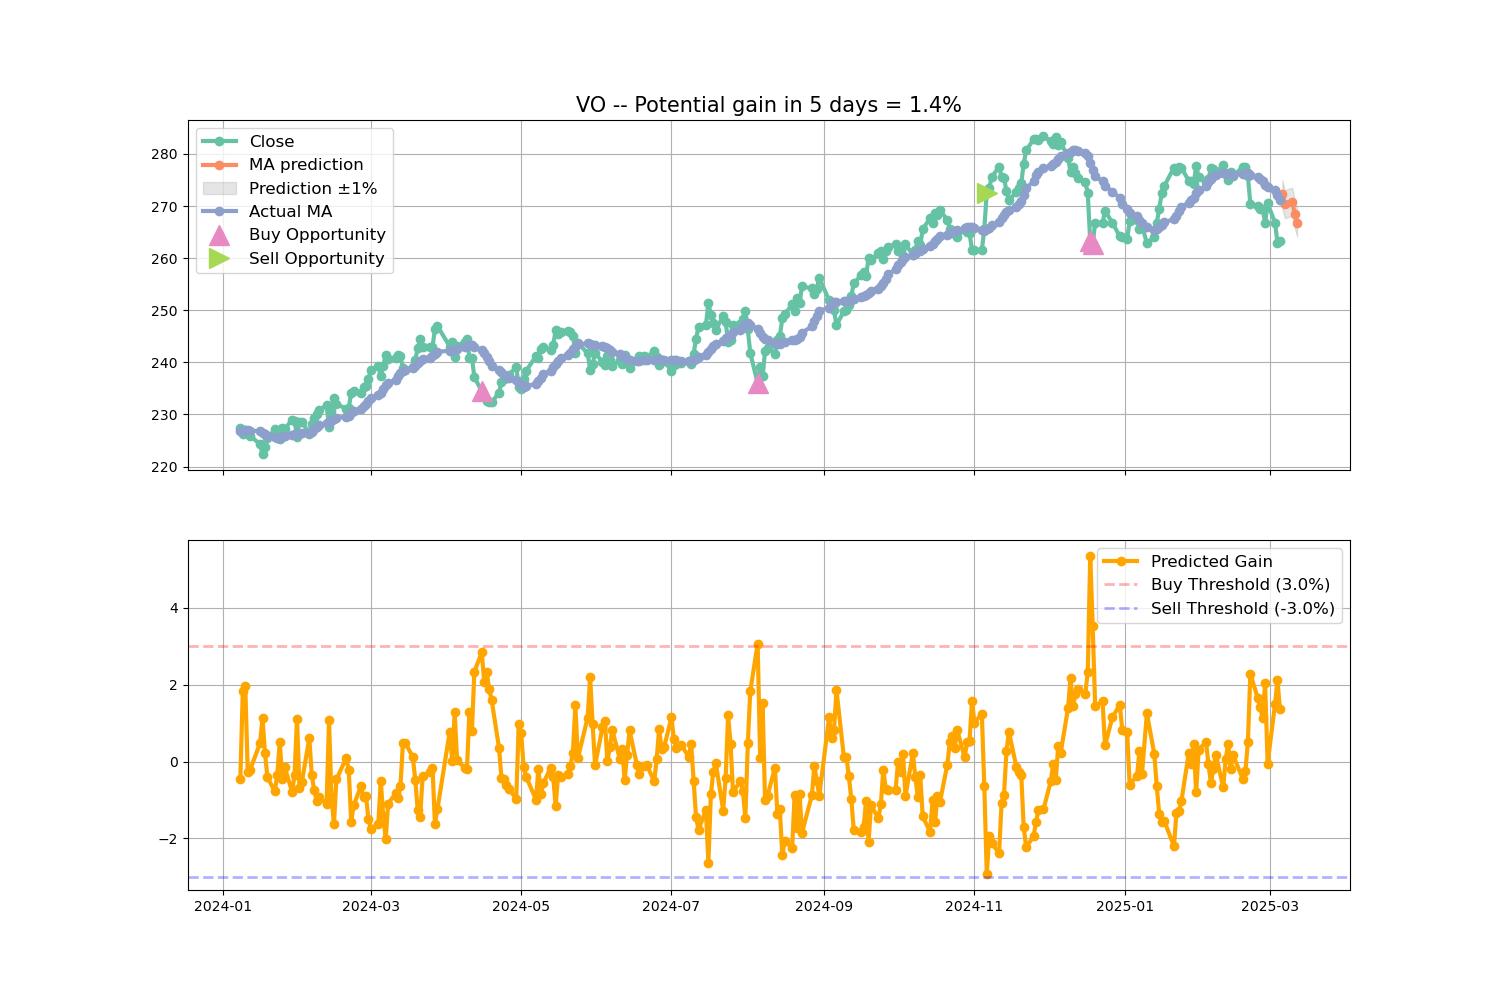 VO -- Potential gain in 5 days = 1.4%
Close
MA prediction
Prediction ±1%
Actual MA
Buy Opportunity
Sell Opportunity
280
270
260
250
240
230
220
Predicted Gain
Buy Threshold (3.0%)
Sell Threshold (-3.0%)
4
2
0
−2
2024-01 2024-03 2024-05 2024-07 2024-09 2024-11 2025-01 2025-03